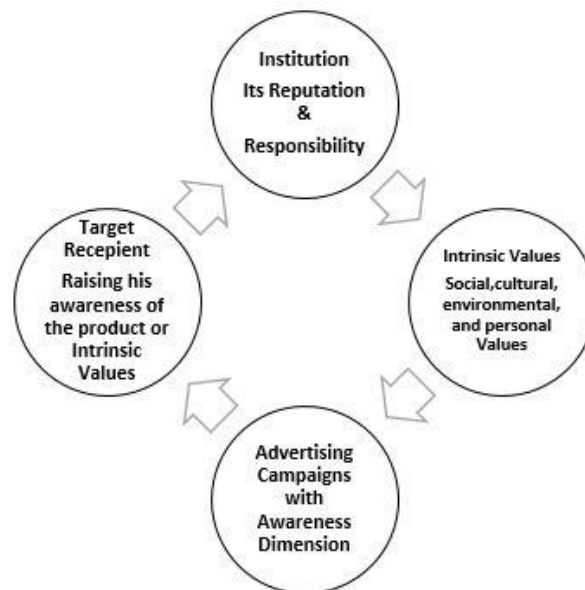 Institution
Its Reputation
&
Responsibility
Intrinsic Values
Social,cultural,
environmental,
and personal
Values
Advertising
Campaigns
with
Awareness
Dimension
Target
Recepient
Raising his
awareness of
the product or
Intrinsic
Values